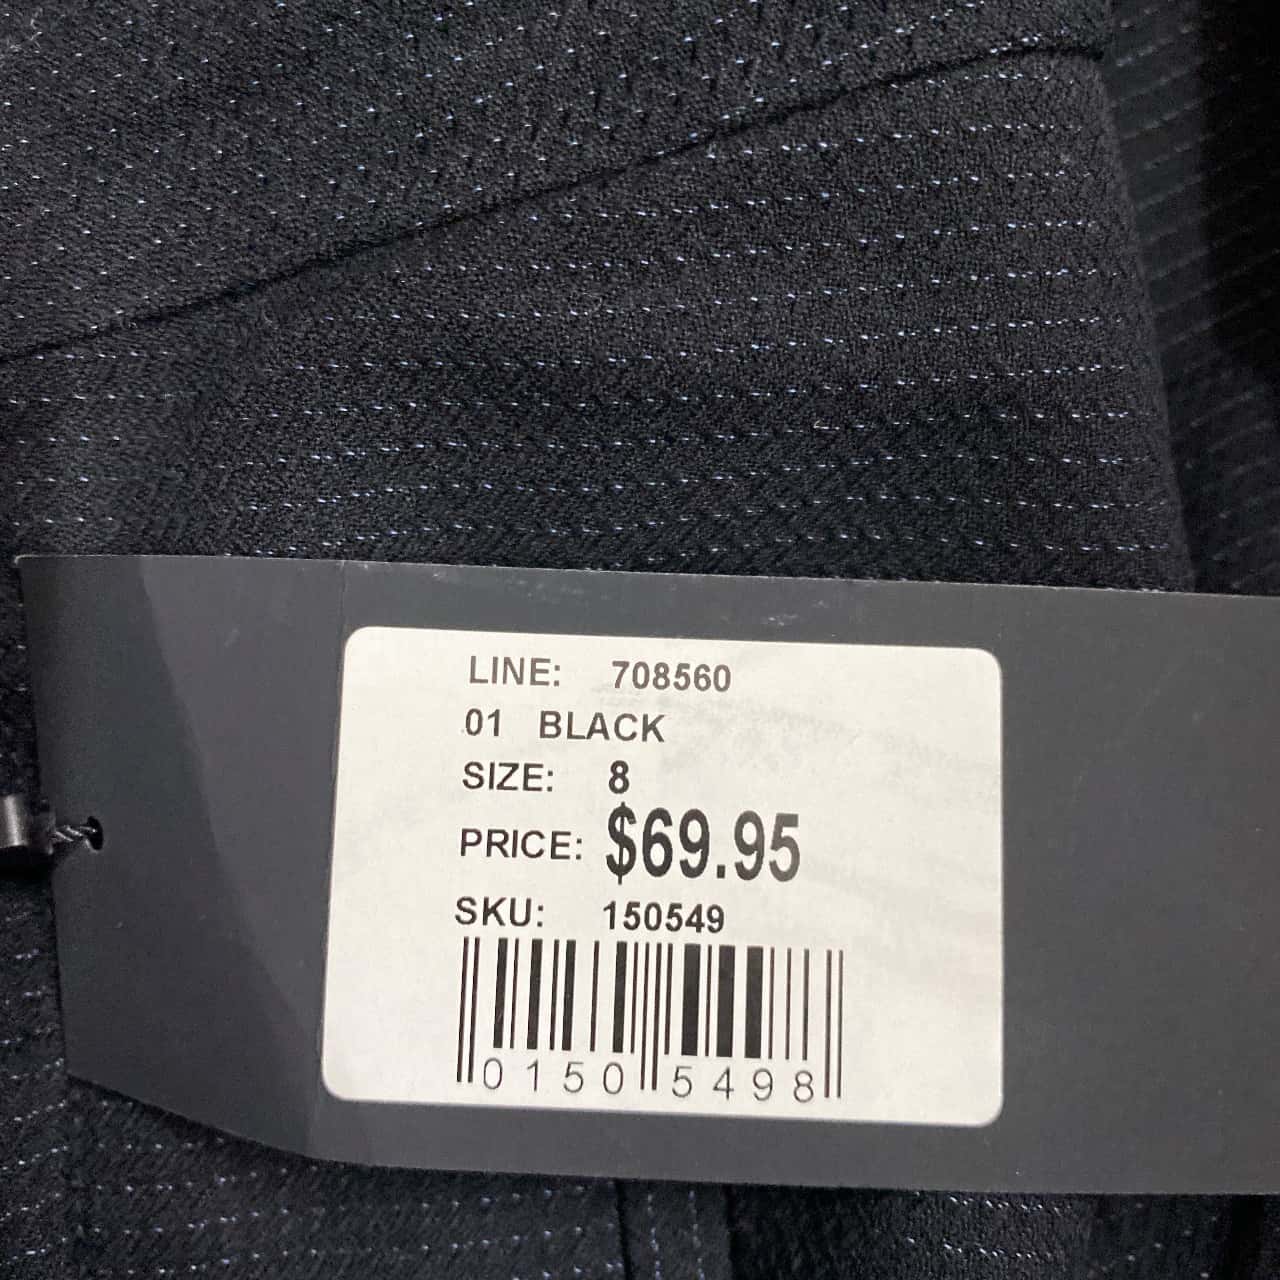 LINE: 708560
01 BLACK
SIZE: 8
PRICE: $69.95
SKU: 150549
0150 5498